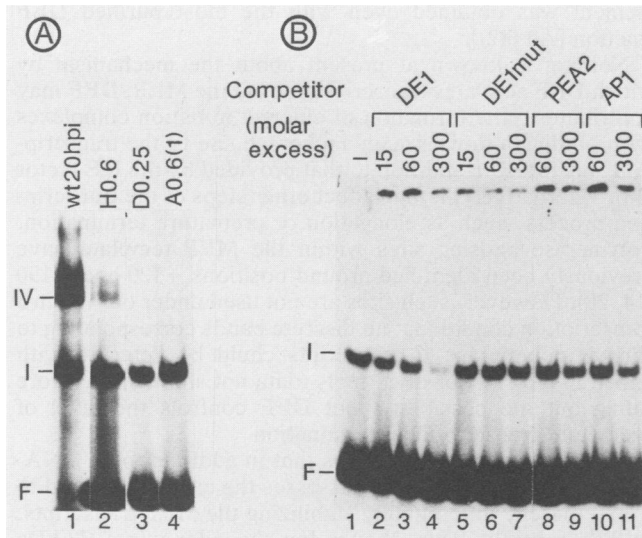 A
wt20hpi
H0.6
D0.25
A0.6(1)
IV
I
F
1 2 3 4
B
Competitor
(molar
excess)
DE1
DE1mut
PEA2
AP1
– 15 60 300 15 60 300 60 300 60 300
I
F
1 2 3 4 5 6 7 8 9 10 11